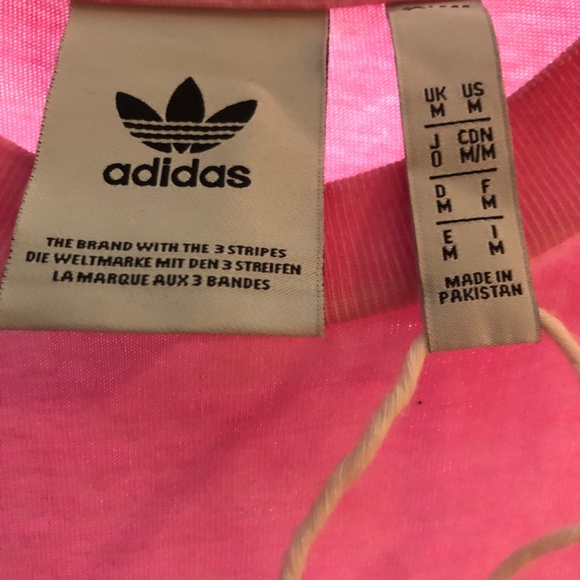 adidas
THE BRAND WITH THE 3 STRIPES
DIE WELTMARKE MIT DEN 3 STREIFEN
LA MARQUE AUX 3 BANDES
UK US
M M
J CDN
O M/M
D F
M M
E I
M M
MADE IN
PAKISTAN